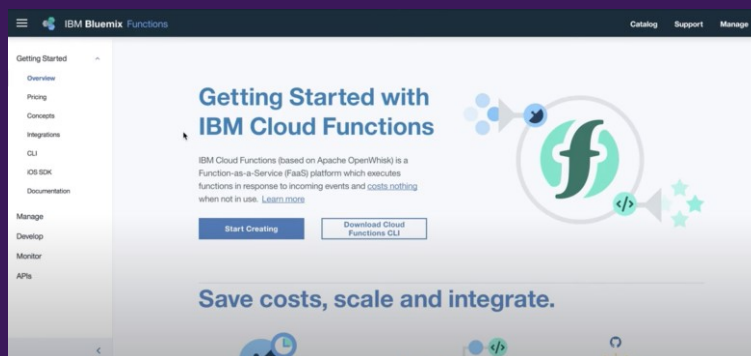 IBM Bluemix Functions
Catalog Support Manage
Getting Started
Overview
Pricing
Concepts
Integrations
CLI
iOS SDK
Documentation
Manage
Develop
Monitor
APIs
Getting Started with
IBM Cloud Functions
IBM Cloud Functions (based on Apache OpenWhisk) is a
Function-as-a-Service (FaaS) platform which executes
functions in response to incoming events and costs nothing
when not in use. Learn more
Start Creating
Download Cloud
Functions CLI
f
</>
Save costs, scale and integrate.
</>